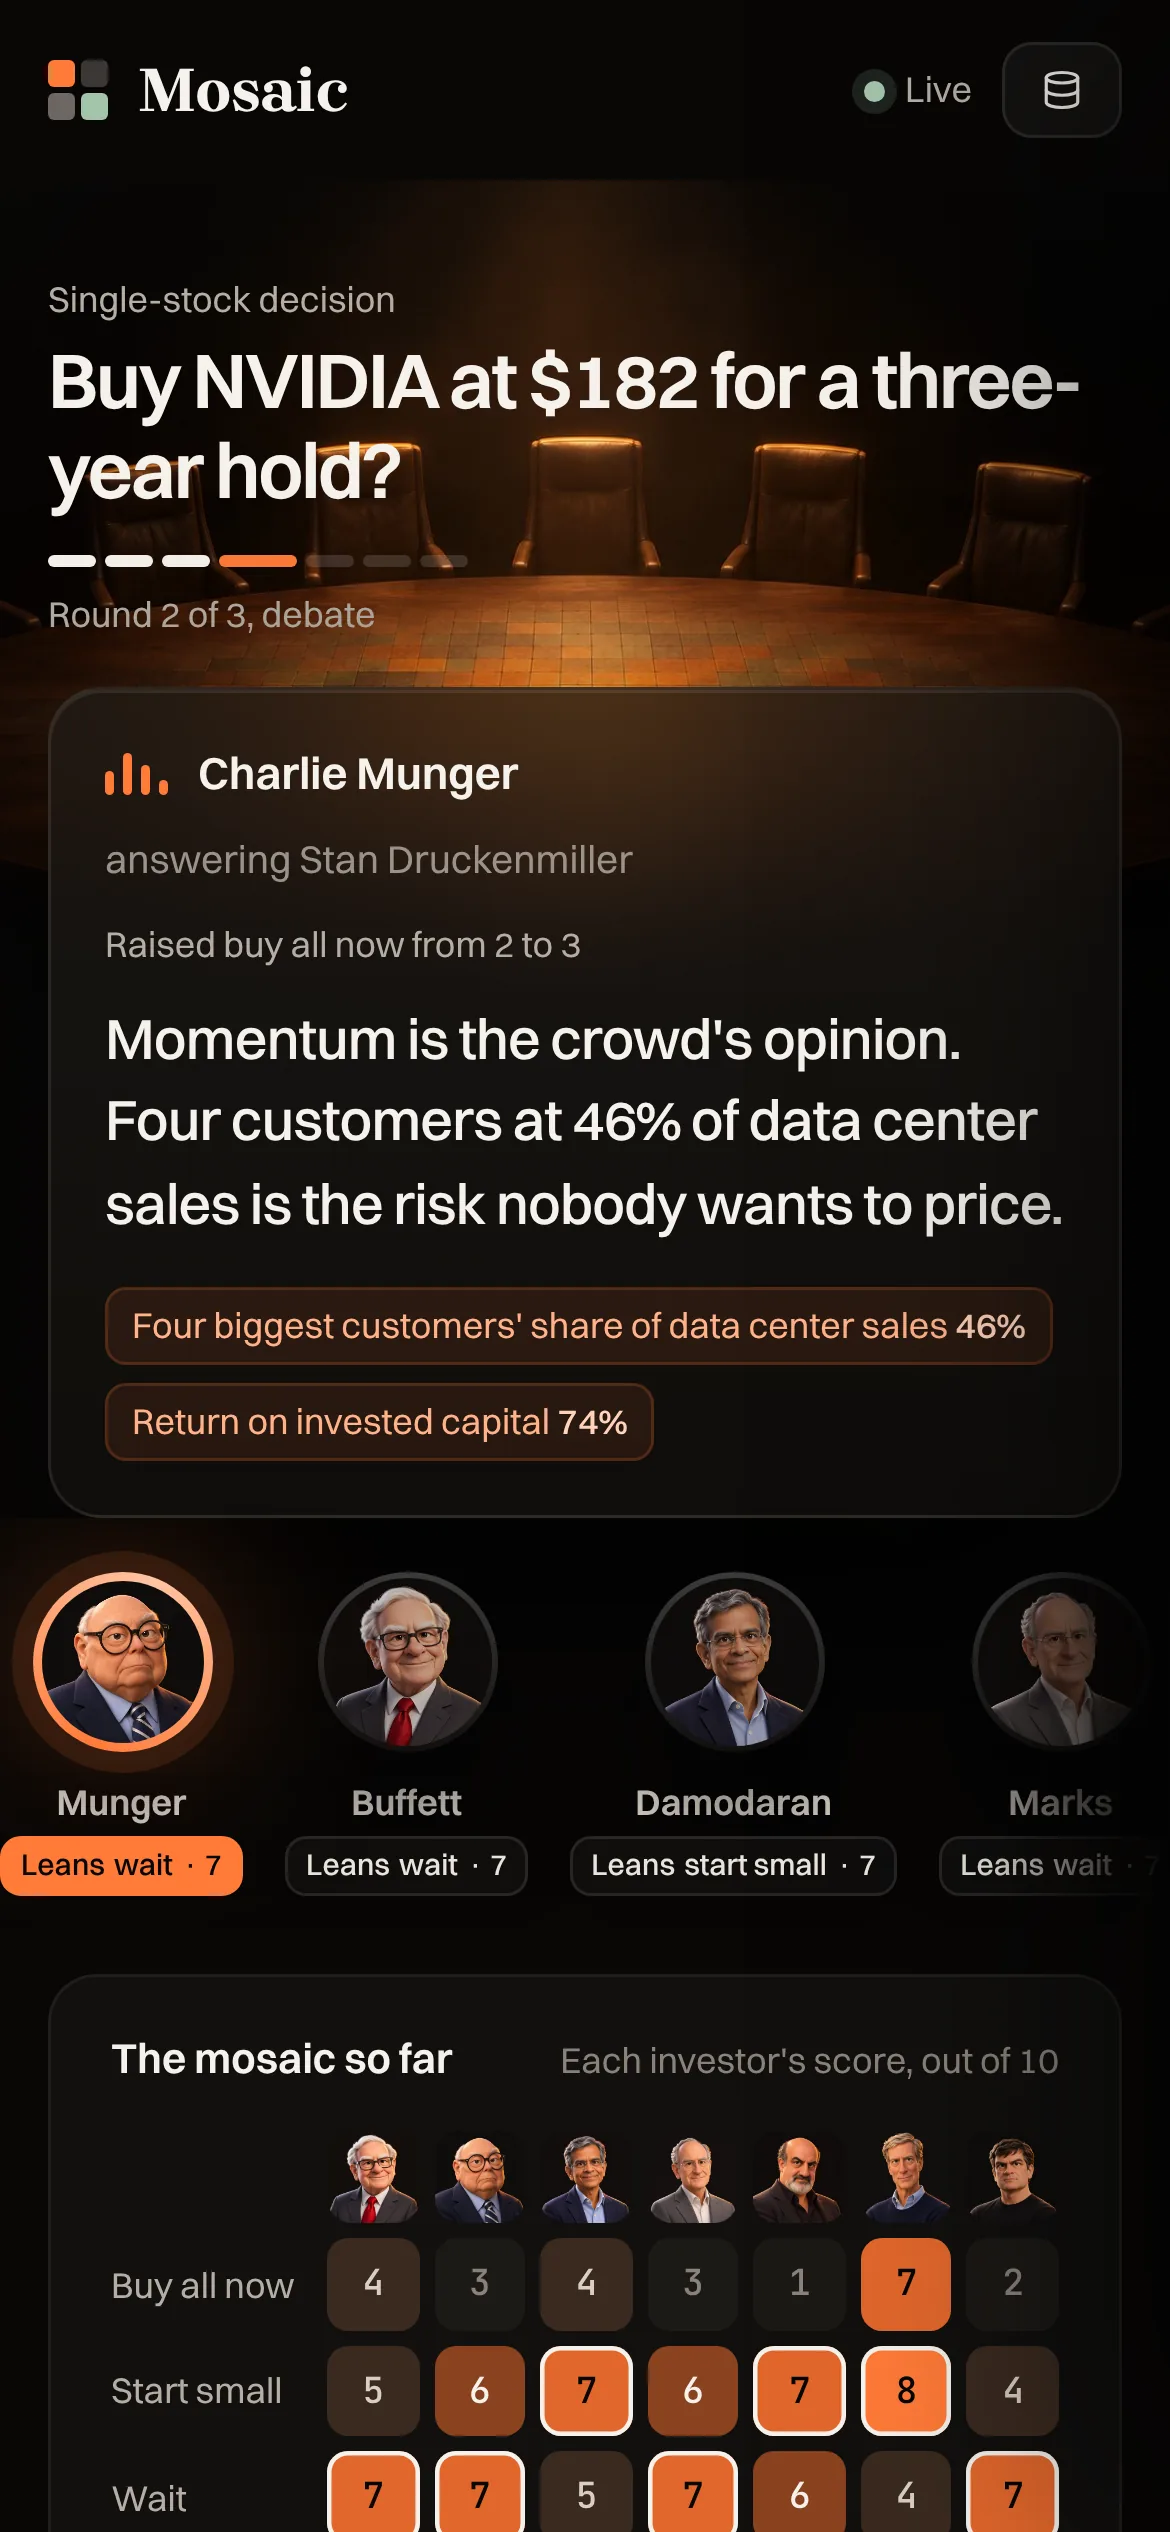 Mosaic
Live
Single-stock decision
Buy NVIDIA at $182 for a three-
year hold?
Round 2 of 3, debate
Charlie Munger
answering Stan Druckenmiller
Raised buy all now from 2 to 3
Momentum is the crowd's opinion.
Four customers at 46% of data center
sales is the risk nobody wants to price.
Four biggest customers' share of data center sales 46%
Return on invested capital 74%
Munger
Leans wait · 7
Buffett
Leans wait · 7
Damodaran
Leans start small · 7
Marks
Leans wait · 7
The mosaic so far
Each investor's score, out of 10
Buy all now 4 3 4 3 1 7 2
Start small 5 6 7 6 7 8 4
Wait 7 7 5 7 6 4 7